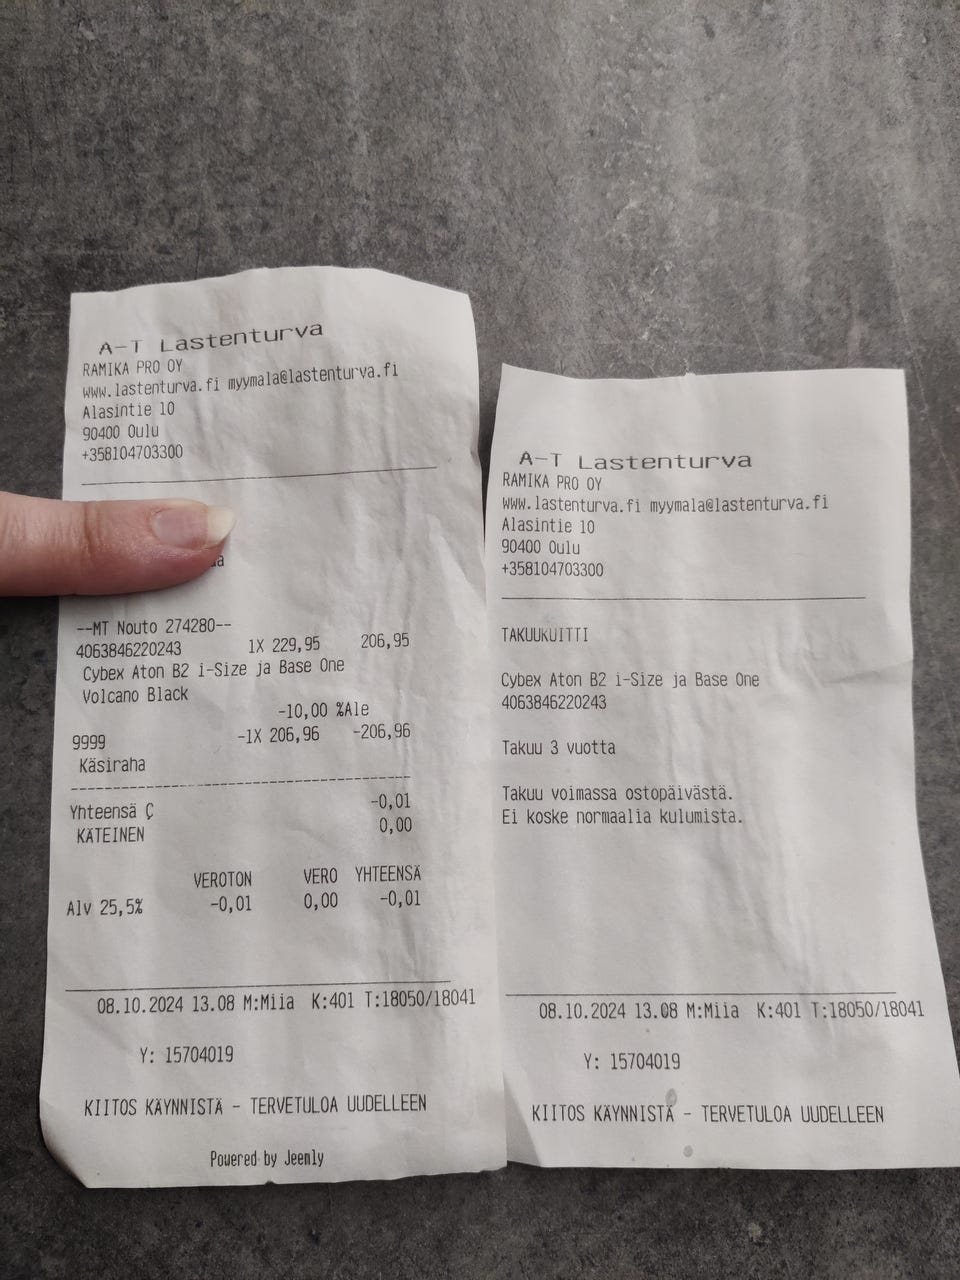 A-T Lastenturva
RAMIKA PRO OY
www.lastenturva.fi myymala@lastenturva.fi
Alasintie 10
90400 Oulu
+358104703300
--MT Nouto 274280--
4063846220243 1X 229,95 206,95
Cybex Aton B2 i-Size ja Base One
Volcano Black
-10,00 %Ale
9999 -1X 206,96 -206,96
Käsiraha
Yhteensä Ç -0,01
KÄTEINEN 0,00
VEROTON VERO YHTEENSÄ
Alv 25,5% -0,01 0,00 -0,01
08.10.2024 13.08 M:Miia K:401 T:18050/18041
Y: 15704019
KIITOS KÄYNNISTÄ - TERVETULOA UUDELLEEN
Powered by Jeemly
A-T Lastenturva
RAMIKA PRO OY
www.lastenturva.fi myymala@lastenturva.fi
Alasintie 10
90400 Oulu
+358104703300
TAKUUKUITTI
Cybex Aton B2 i-Size ja Base One
4063846220243
Takuu 3 vuotta
Takuu voimassa ostopäivästä.
Ei koske normaalia kulumista.
08.10.2024 13.08 M:Miia K:401 T:18050/18041
Y: 15704019
KIITOS KÄYNNISTÄ - TERVETULOA UUDELLEEN